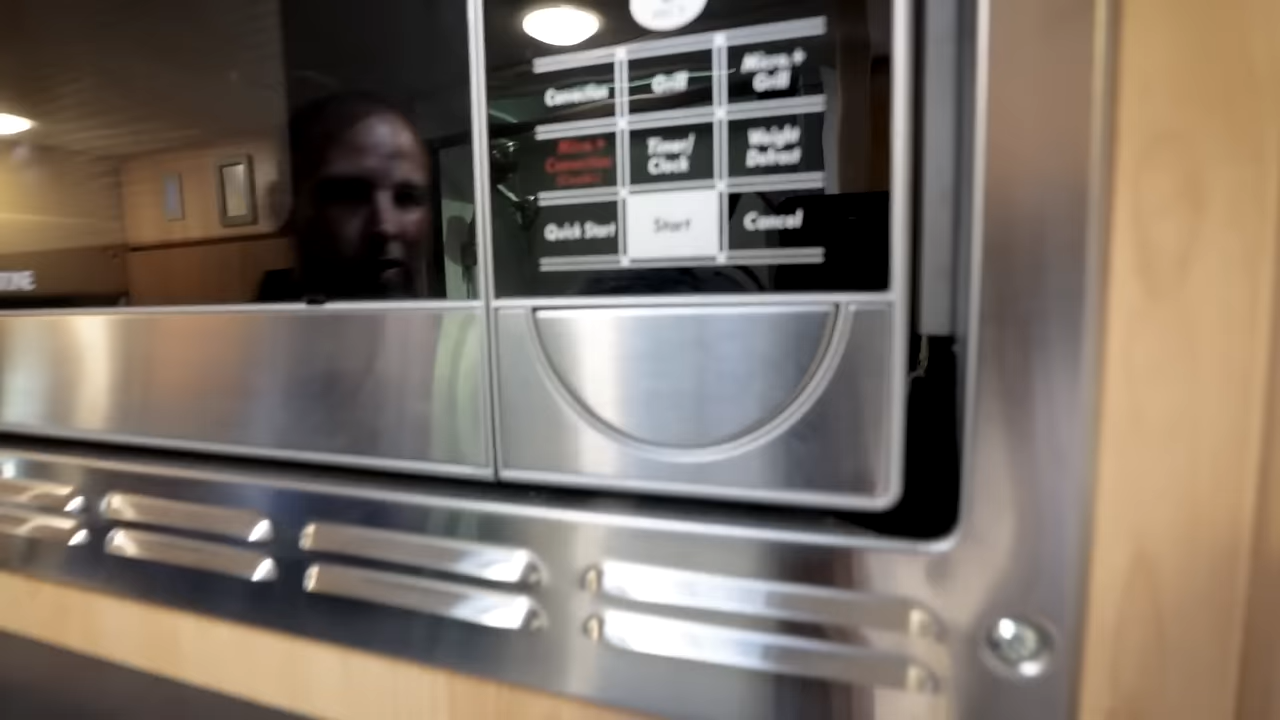 Convection
Grill
Micro.+
Grill
Micro.+
Convection
Timer/
Clock
Weight
Defrost
Quick Start
Start
Cancel